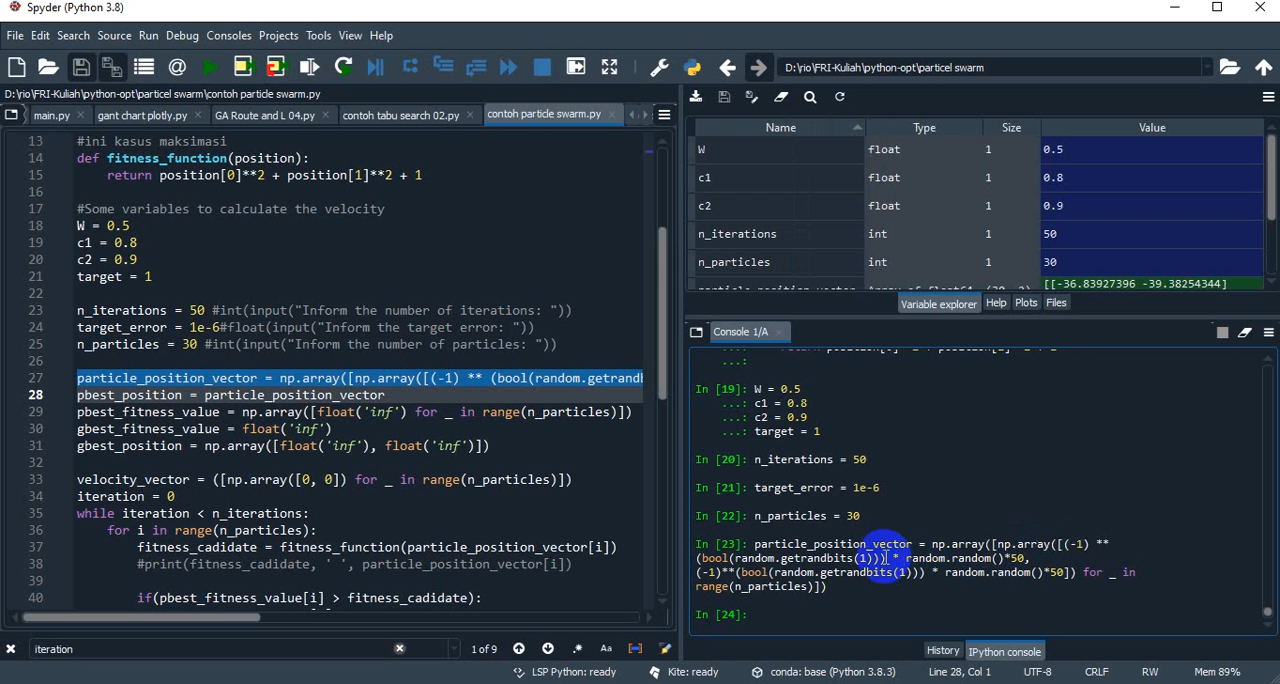 Spyder (Python 3.8)
File Edit Search Source Run Debug Consoles Projects Tools View Help
D:\rio\FRI-Kuliah\python-opt\particel swarm
D:\rio\FRI-Kuliah\python-opt\particel swarm\contoh particle swarm.py
main.py gant chart plotly.py GA Route and L 04.py contoh tabu search 02.py contoh particle swarm.py
13 #ini kasus maksimasi
14 def fitness_function(position):
15 return position[0]**2 + position[1]**2 + 1
16
17 #Some variables to calculate the velocity
18 W = 0.5
19 c1 = 0.8
20 c2 = 0.9
21 target = 1
22
23 n_iterations = 50 #int(input("Inform the number of iterations: "))
24 target_error = 1e-6#float(input("Inform the target error: "))
25 n_particles = 30 #int(input("Inform the number of particles: "))
26
27 particle_position_vector = np.array([np.array([(-1) ** (bool(random.getrandb
28 pbest_position = particle_position_vector
29 pbest_fitness_value = np.array([float('inf') for _ in range(n_particles)])
30 gbest_fitness_value = float('inf')
31 gbest_position = np.array([float('inf'), float('inf')])
32
33 velocity_vector = ([np.array([0, 0]) for _ in range(n_particles)])
34 iteration = 0
35 while iteration < n_iterations:
36 for i in range(n_particles):
37 fitness_cadidate = fitness_function(particle_position_vector[i])
38 #print(fitness_cadidate, ' ', particle_position_vector[i])
39
40 if(pbest_fitness_value[i] > fitness_cadidate):
iteration 1 of 9 .* Aa
Name Type Size Value
W float 1 0.5
c1 float 1 0.8
c2 float 1 0.9
n_iterations int 1 50
n_particles int 1 30
[[-36.83927396 -39.38254344]
Variable explorer Help Plots Files
Console 1/A
...:
In [19]: W = 0.5
...: c1 = 0.8
...: c2 = 0.9
...: target = 1
In [20]: n_iterations = 50
In [21]: target_error = 1e-6
In [22]: n_particles = 30
In [23]: particle_position_vector = np.array([np.array([(-1) **
(bool(random.getrandbits(1))) * random.random()*50,
(-1)**(bool(random.getrandbits(1))) * random.random()*50]) for _ in
range(n_particles)])
In [24]:
History IPython console
LSP Python: ready Kite: ready conda: base (Python 3.8.3) Line 28, Col 1 UTF-8 CRLF RW Mem 89%